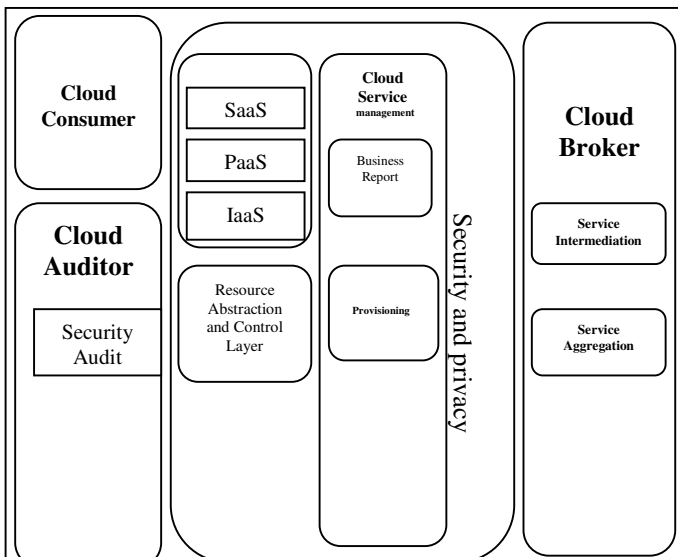 Cloud
Consumer
Cloud
Auditor
Security
Audit
SaaS
PaaS
IaaS
Resource
Abstraction
and Control
Layer
Cloud
Service
management
Business
Report
Provisioning
Security and privacy
Cloud
Broker
Service
Intermediation
Service
Aggregation